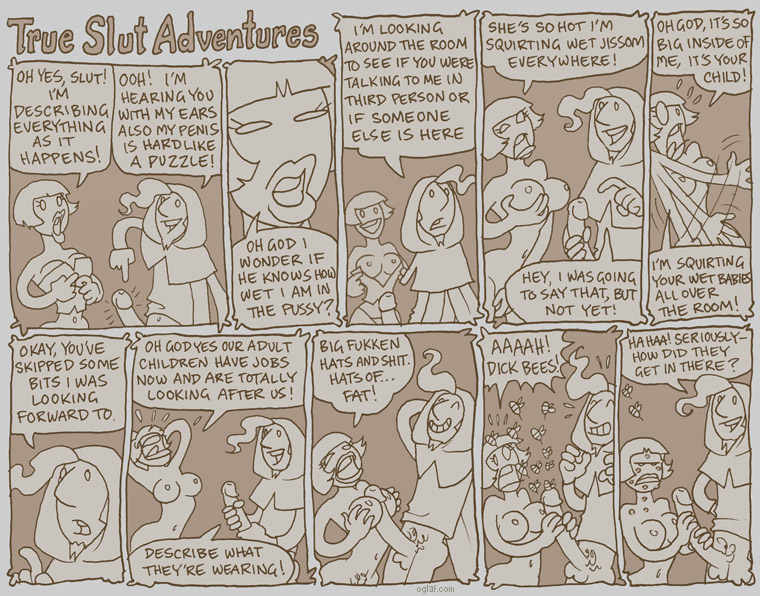 True Slut Adventures
OH YES, SLUT!
I'M
DESCRIBING
EVERYTHING
AS IT
HAPPENS!
OOH! I'M
HEARING YOU
WITH MY EARS
ALSO MY PENIS
IS HARD LIKE
A PUZZLE!
OH GOD I
WONDER IF
HE KNOWS HOW
WET I AM IN
THE PUSSY?
I'M LOOKING
AROUND THE ROOM
TO SEE IF YOU WERE
TALKING TO ME IN
THIRD PERSON OR
IF SOMEONE
ELSE IS HERE
SHE'S SO HOT I'M
SQUIRTING WET JISSOM
EVERYWHERE!
HEY, I WAS GOING
TO SAY THAT, BUT
NOT YET!
OH GOD, IT'S SO
BIG INSIDE OF
ME, IT'S YOUR
CHILD!
I'M SQUIRTING
YOUR WET BABIES
ALL OVER
THE ROOM!
OKAY, YOU'VE
SKIPPED SOME
BITS I WAS
LOOKING
FORWARD TO.
OH GOD YES OUR ADULT
CHILDREN HAVE JOBS
NOW AND ARE TOTALLY
LOOKING AFTER US!
DESCRIBE WHAT
THEY'RE WEARING!
BIG FUKKEN
HATS AND SHIT.
HATS OF...
FAT!
AAAAH!
DICK BEES!
HAHAA! SERIOUSLY-
HOW DID THEY
GET IN THERE?
oglaf.com